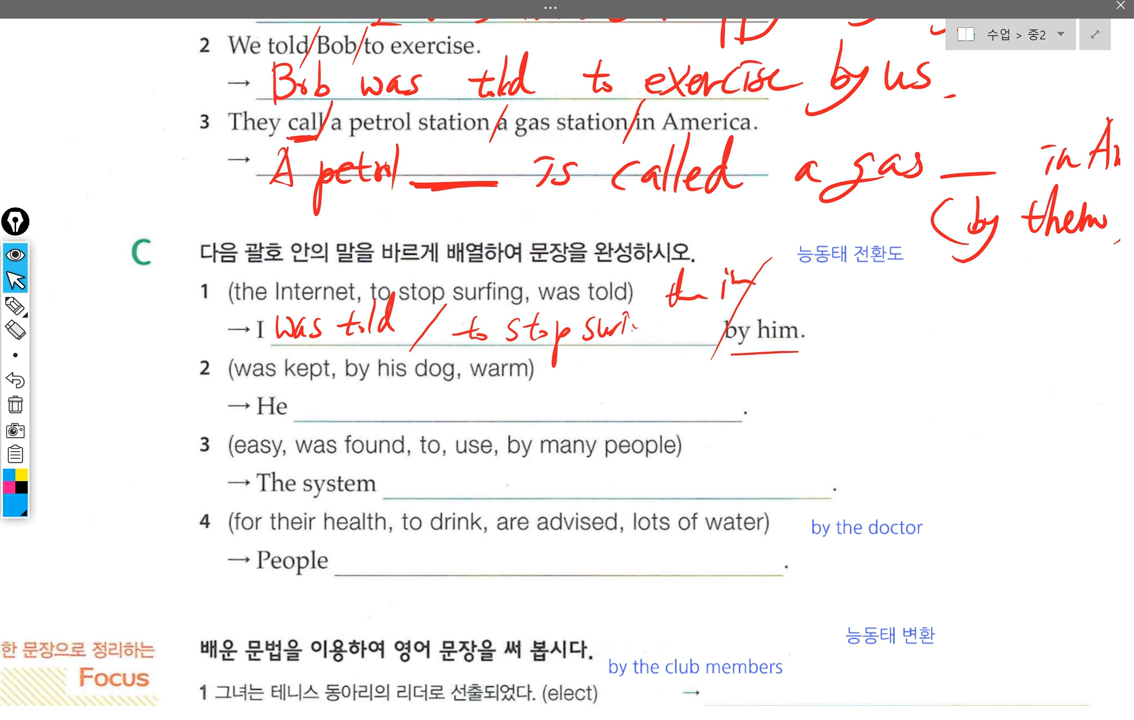 수업 > 중2
2 We told/Bob/to exercise.
→ Bob was told to exercise by us.
3 They call/a petrol station/a gas station/in America.
→ A petrol __ is called a gas __ in
(by them.
C 다음 괄호 안의 말을 바르게 배열하여 문장을 완성하시오. 능동태 전환도
1 (the Internet, to stop surfing, was told)
→ I was told / to stop / by him.
2 (was kept, by his dog, warm)
→ He .
3 (easy, was found, to, use, by many people)
→ The system .
4 (for their health, to drink, are advised, lots of water) by the doctor
→ People .
한 문장으로 정리하는
Focus
배운 문법을 이용하여 영어 문장을 써 봅시다. 능동태 변환
by the club members
1 그녀는 테니스 동아리의 리더로 선출되었다. (elect) →